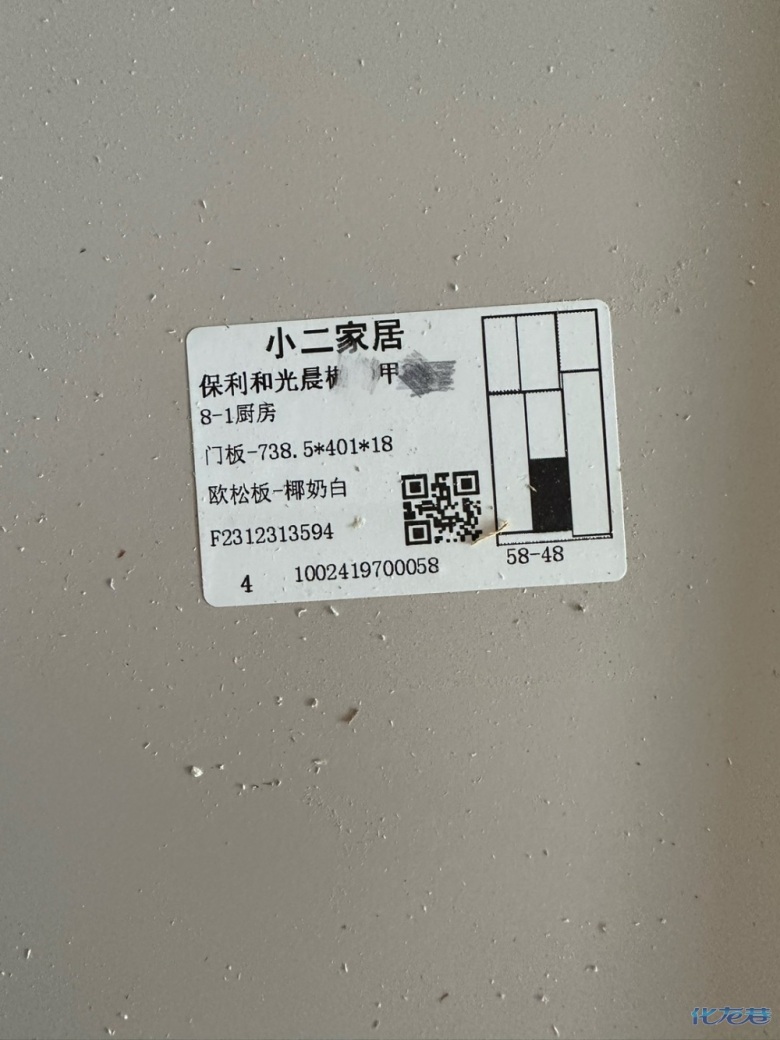 小二家居
保利和光晨 甲
8-1厨房
门板-738.5*401*18
欧松板-椰奶白
F2312313594
4 1002419700058
58-48
化龙巷